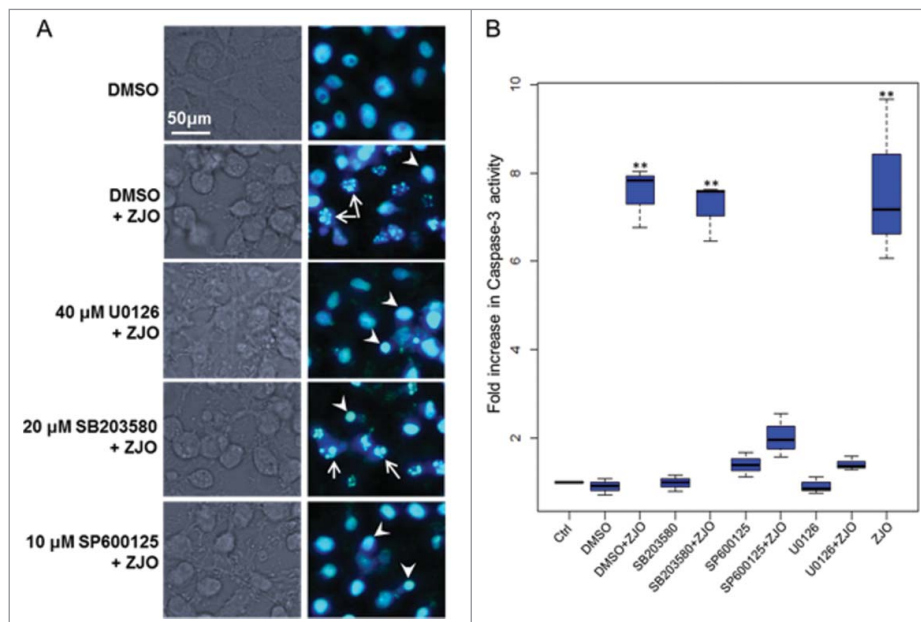 A
DMSO
50µm
DMSO
+ ZJO
40 µM U0126
+ ZJO
20 µM SB203580
+ ZJO
10 µM SP600125
+ ZJO
B
Fold increase in Caspase-3 activity
10
8
6
4
2
**
**
**
Ctrl
DMSO
DMSO+ZJO
SB203580
SB203580+ZJO
SP600125
SP600125+ZJO
U0126
U0126+ZJO
ZJO